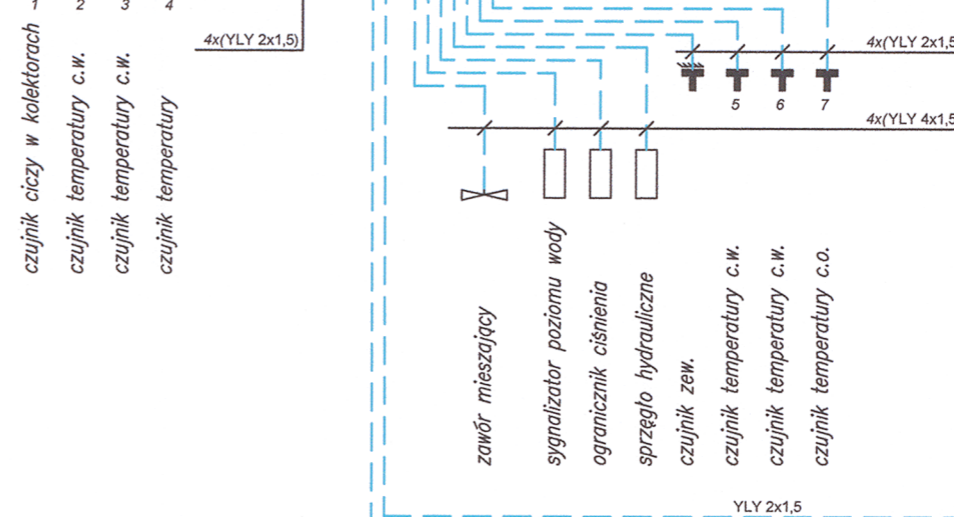 1 2 3 4
4x(YLY 2x1,5)
4x(YLY 2x1,5
5 6 7
4x(YLY 4x1,5
czujnik ciczy w kolektorach
czujnik temperatury c.w.
czujnik temperatury c.w.
czujnik temperatury
zawór mieszający
sygnalizator poziomu wody
ogranicznik ciśnienia
sprzęgło hydrauliczne
czujnik zew.
czujnik temperatury c.w.
czujnik temperatury c.w.
czujnik temperatury c.o.
YLY 2x1,5